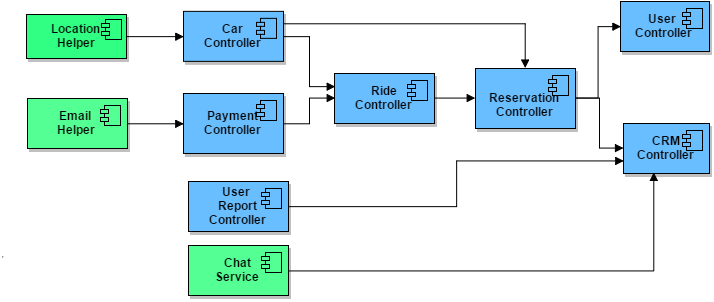 Location
Helper
Car
Controller
User
Controller
Email
Helper
Payment
Controller
Ride
Controller
Reservation
Controller
CRM
Controller
User
Report
Controller
Chat
Service